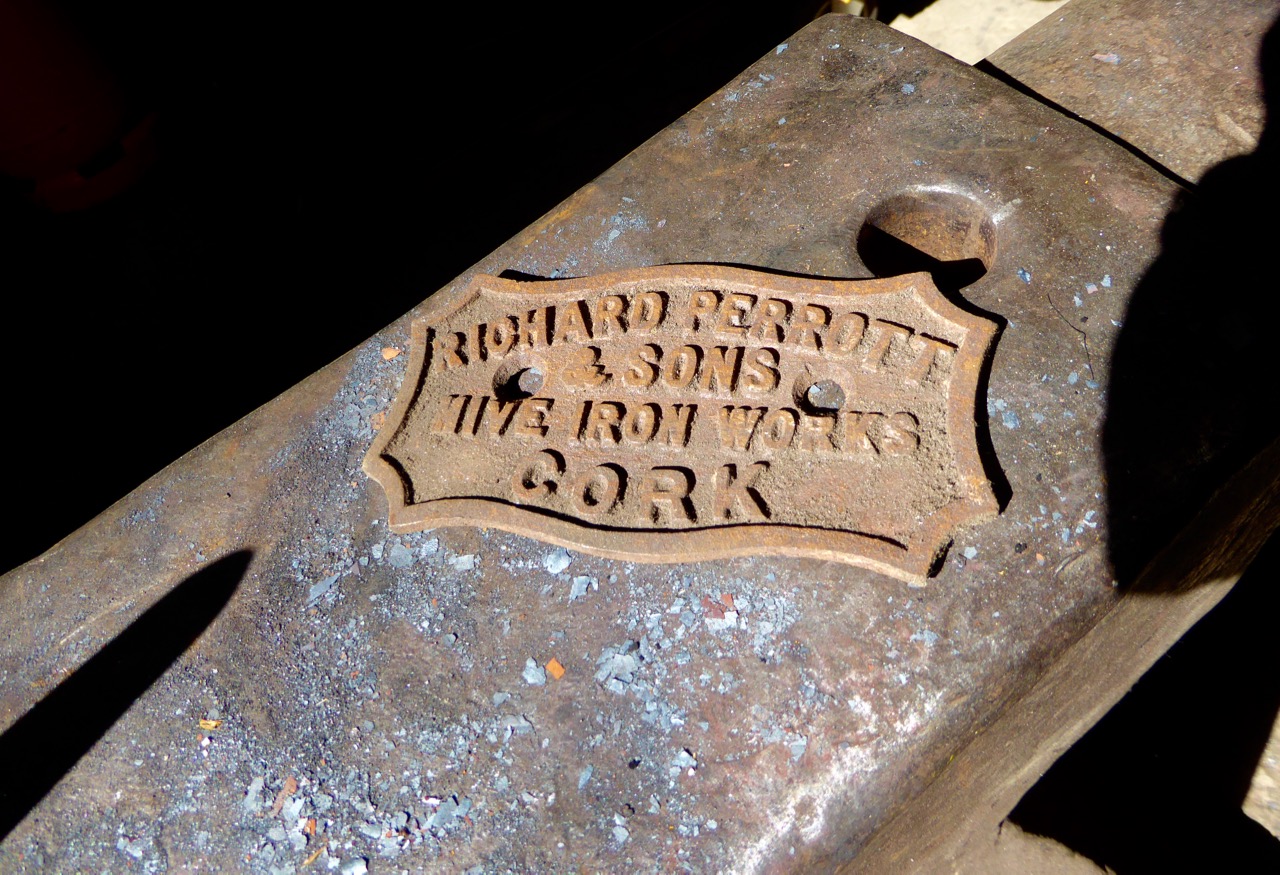 RICHARD PERROTT
& SONS
HIVE IRON WORKS
CORK